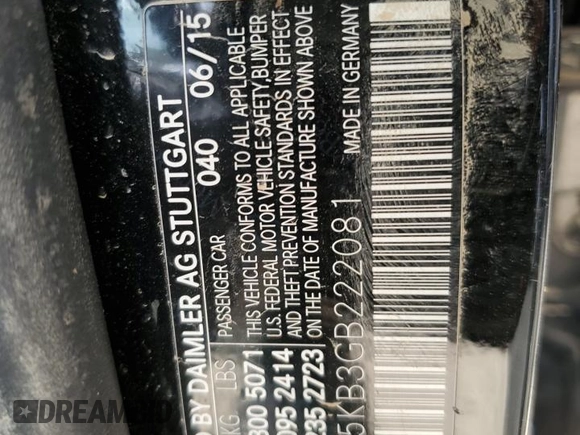 D BY DAIMLER AG STUTTGART
040 06/15
KG LBS PASSENGER CAR
300 5071 THIS VEHICLE CONFORMS TO ALL APPLICABLE
095 2414 U.S. FEDERAL MOTOR VEHICLE-SAFETY, BUMPER
235 2723 AND THEFT PREVENTION STANDARDS IN EFFECT
ON THE DATE OF MANUFACTURE SHOWN ABOVE
5KB3GB222081 MADE IN GERMANY
DIDTHEYCRASH